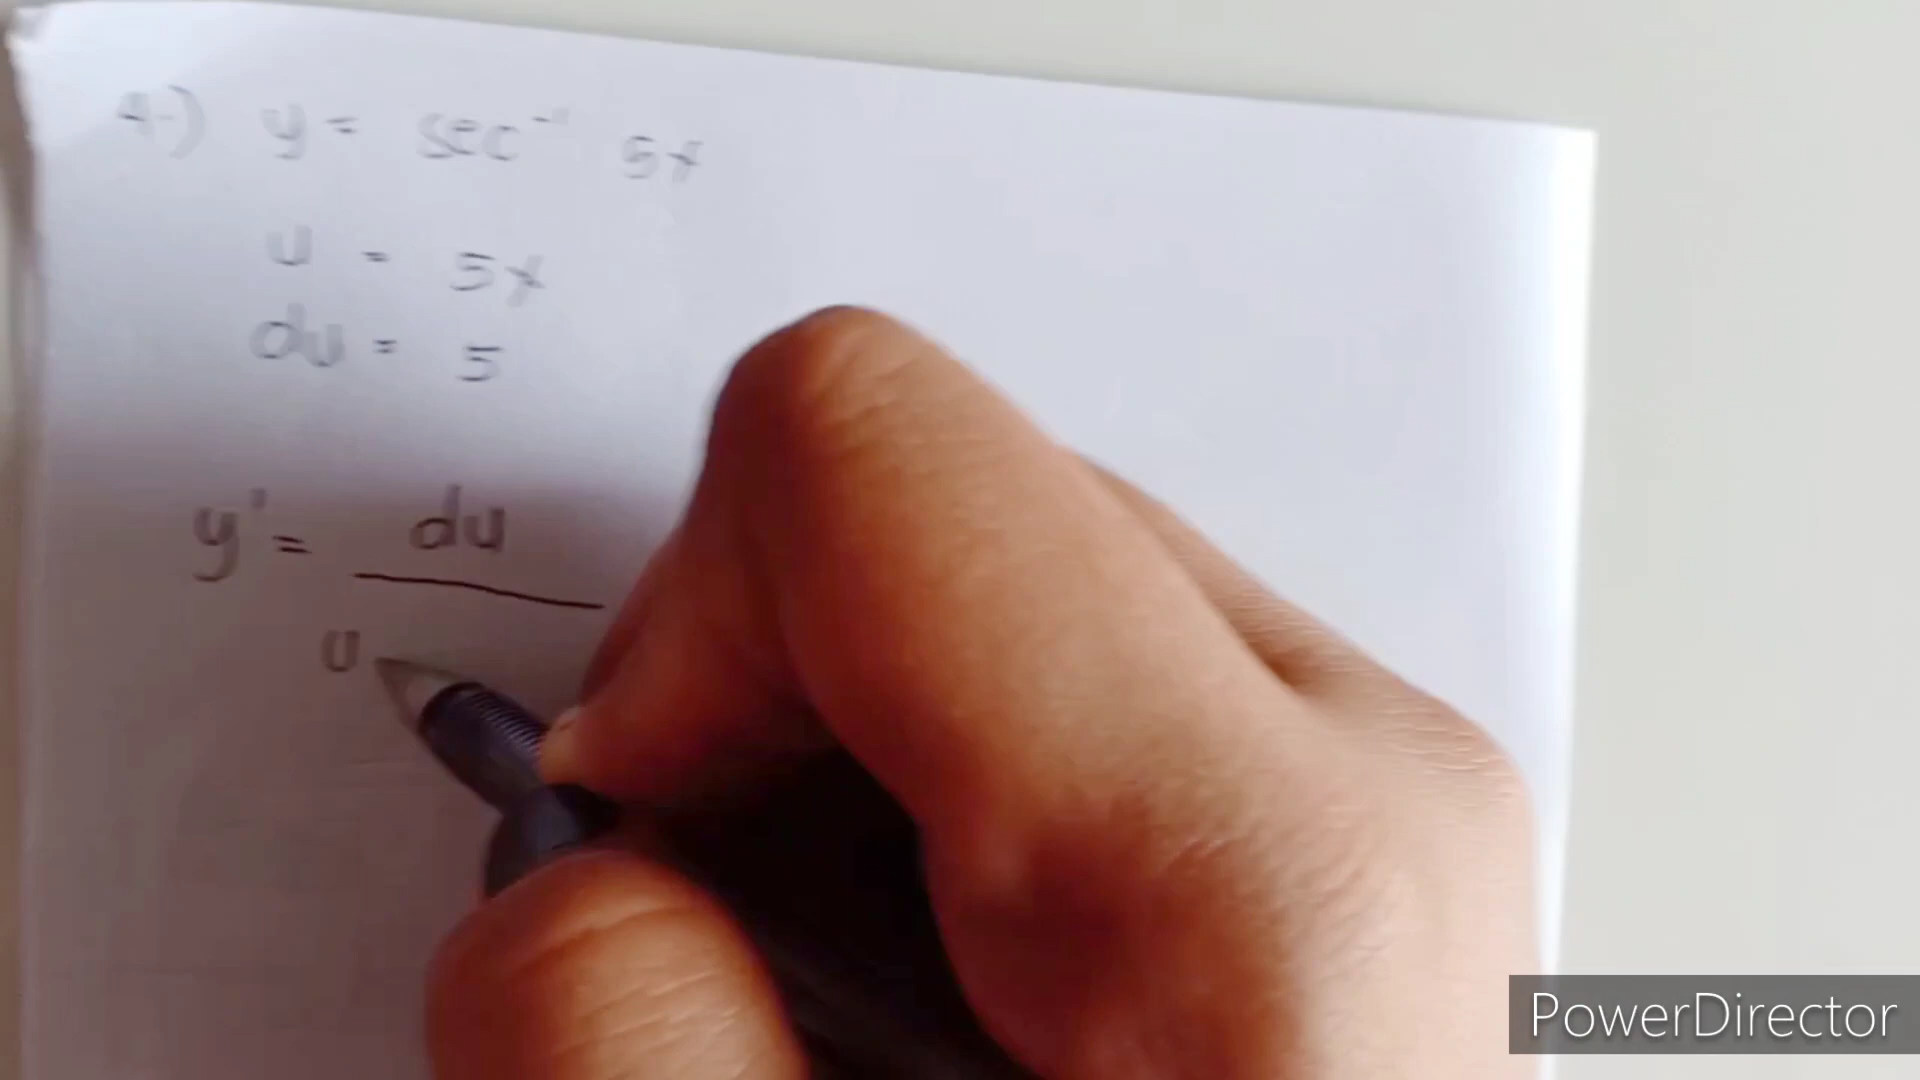 4.) y = sec⁻¹ 5x
u = 5x
du = 5
y' = du
u
PowerDirector